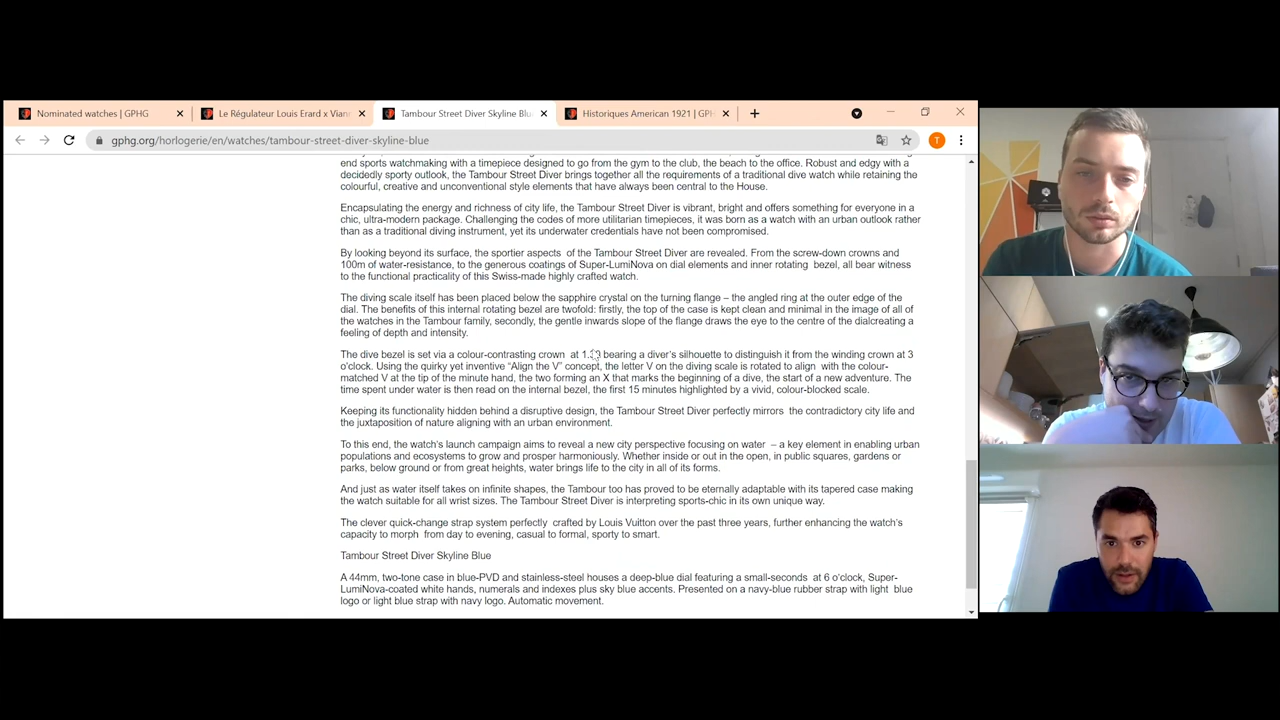 Nominated watches | GPHG
Le Régulateur Louis Erard x Vian
Tambour Street Diver Skyline Blu
Historiques American 1921 | GPH
gphg.org/horlogerie/en/watches/tambour-street-diver-skyline-blue
T
end sports watchmaking with a timepiece designed to go from the gym to the club, the beach to the office. Robust and edgy with a
decidedly sporty outlook, the Tambour Street Diver brings together all the requirements of a traditional dive watch while retaining the
colourful, creative and unconventional style elements that have always been central to the House.
Encapsulating the energy and richness of city life, the Tambour Street Diver is vibrant, bright and offers something for everyone in a
chic, ultra-modern package. Challenging the codes of more utilitarian timepieces, it was born as a watch with an urban outlook rather
than as a traditional diving instrument, yet its underwater credentials have not been compromised.
By looking beyond its surface, the sportier aspects of the Tambour Street Diver are revealed. From the screw-down crowns and
100m of water-resistance, to the generous coatings of Super-LumiNova on dial elements and inner rotating bezel, all bear witness
to the functional practicality of this Swiss-made highly crafted watch.
The diving scale itself has been placed below the sapphire crystal on the turning flange – the angled ring at the outer edge of the
dial. The benefits of this internal rotating bezel are twofold: firstly, the top of the case is kept clean and minimal in the image of all of
the watches in the Tambour family, secondly, the gentle inwards slope of the flange draws the eye to the centre of the dialcreating a
feeling of depth and intensity.
The dive bezel is set via a colour-contrasting crown at 1.30 bearing a diver's silhouette to distinguish it from the winding crown at 3
o'clock. Using the quirky yet inventive "Align the V" concept, the letter V on the diving scale is rotated to align with the colour-
matched V at the tip of the minute hand, the two forming an X that marks the beginning of a dive, the start of a new adventure. The
time spent under water is then read on the internal bezel, the first 15 minutes highlighted by a vivid, colour-blocked scale.
Keeping its functionality hidden behind a disruptive design, the Tambour Street Diver perfectly mirrors the contradictory city life and
the juxtaposition of nature aligning with an urban environment.
To this end, the watch's launch campaign aims to reveal a new city perspective focusing on water – a key element in enabling urban
populations and ecosystems to grow and prosper harmoniously. Whether inside or out in the open, in public squares, gardens or
parks, below ground or from great heights, water brings life to the city in all of its forms.
And just as water itself takes on infinite shapes, the Tambour too has proved to be eternally adaptable with its tapered case making
the watch suitable for all wrist sizes. The Tambour Street Diver is interpreting sports-chic in its own unique way.
The clever quick-change strap system perfectly crafted by Louis Vuitton over the past three years, further enhancing the watch's
capacity to morph from day to evening, casual to formal, sporty to smart.
Tambour Street Diver Skyline Blue
A 44mm, two-tone case in blue-PVD and stainless-steel houses a deep-blue dial featuring a small-seconds at 6 o'clock, Super-
LumiNova-coated white hands, numerals and indexes plus sky blue accents. Presented on a navy-blue rubber strap with light blue
logo or light blue strap with navy logo. Automatic movement.